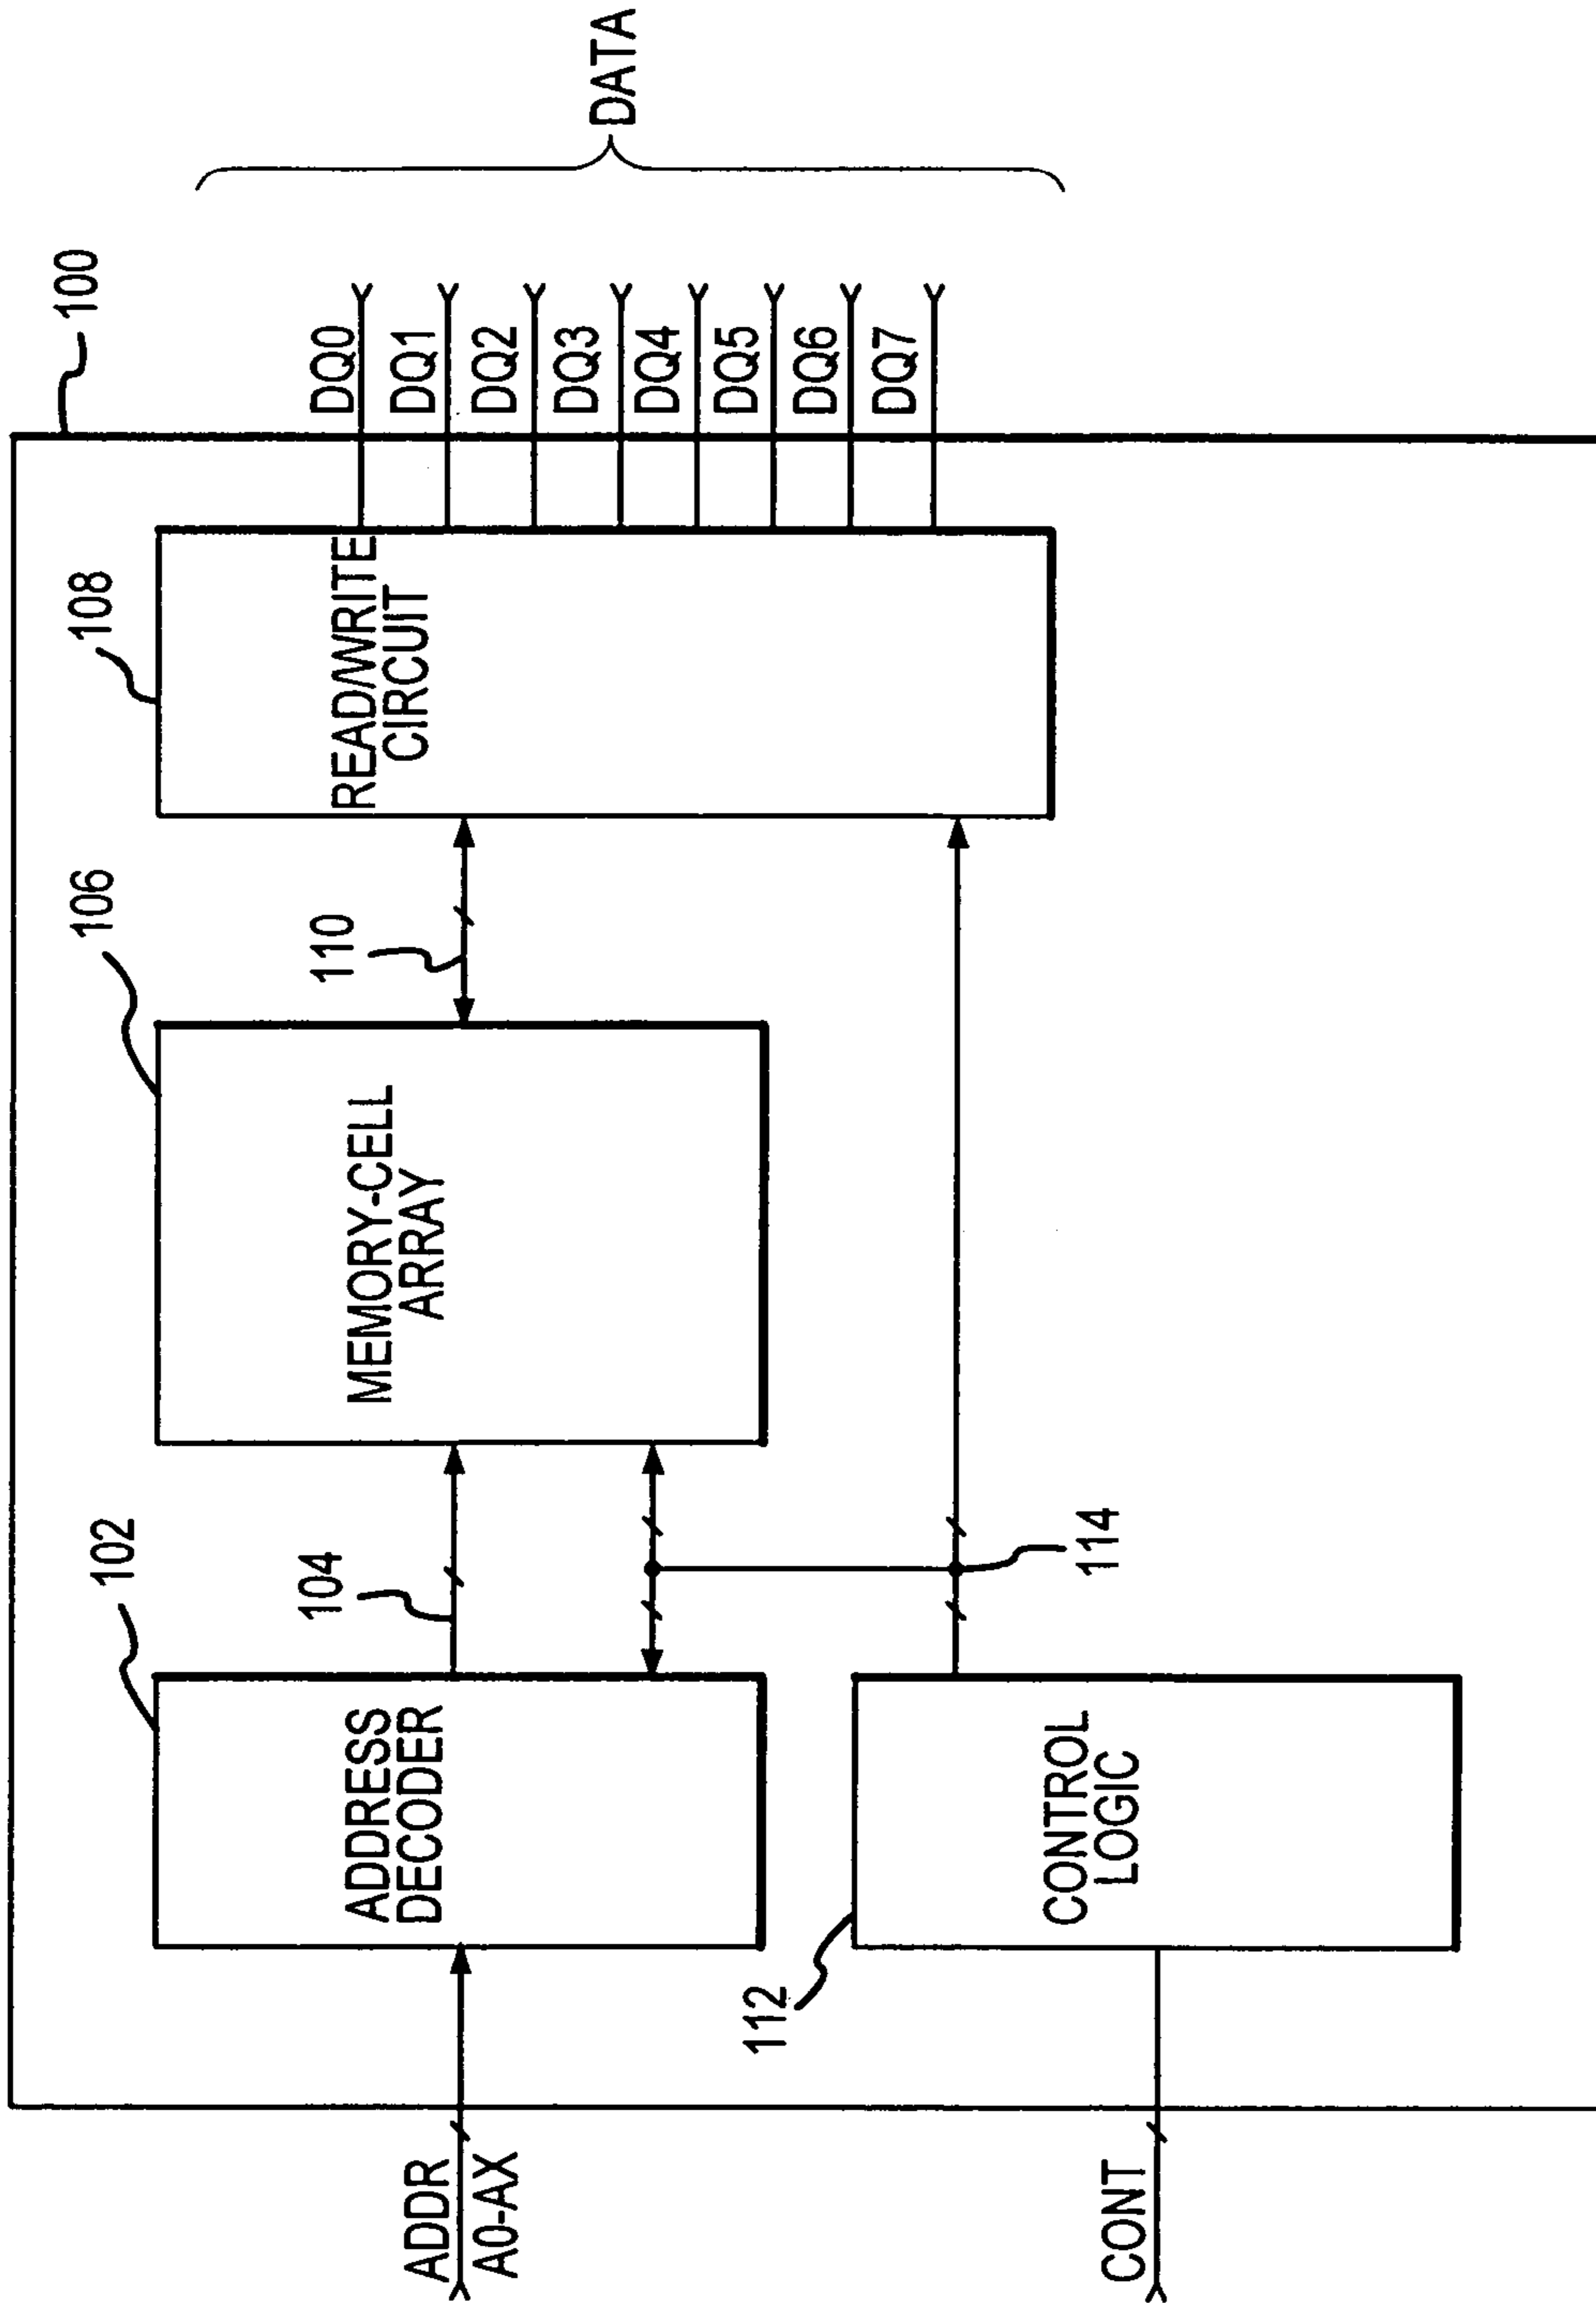 100
102
104
106
110
108
ADDR
A0-AX
ADDRESS
DECODER
MEMORY-CELL
ARRAY
READ/WRITE
CIRCUIT
DQ0
DQ1
DQ2
DQ3
DQ4
DQ5
DQ6
DQ7
DATA
112
CONT
CONTROL
LOGIC
114